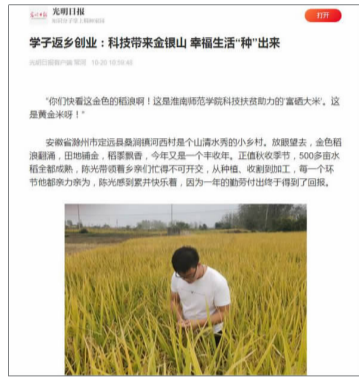 光明日报
打开
学子返乡创业：科技带来金银山 幸福生活“种”出来
光明日报客户端
10-20 10:59:48
“你们快看这金色的稻浪啊！这是淮南师范学院科技扶贫助力的‘富硒大米’。这
是黄金米呀！”
安徽省滁州市定远县桑涧镇河西村是个山清水秀的小乡村。放眼望去，金色稻
浪翻涌，田地铺金，稻墨飘香，今年又是一个丰收年。正值秋收季节，500多亩水
稻全都成熟，陈光带领着乡亲们忙得不可开交，从种植、收割到加工，每一个环
节他都亲力亲为，陈光感到累并快乐着，因为一年的勤劳付出终于得到了回报。